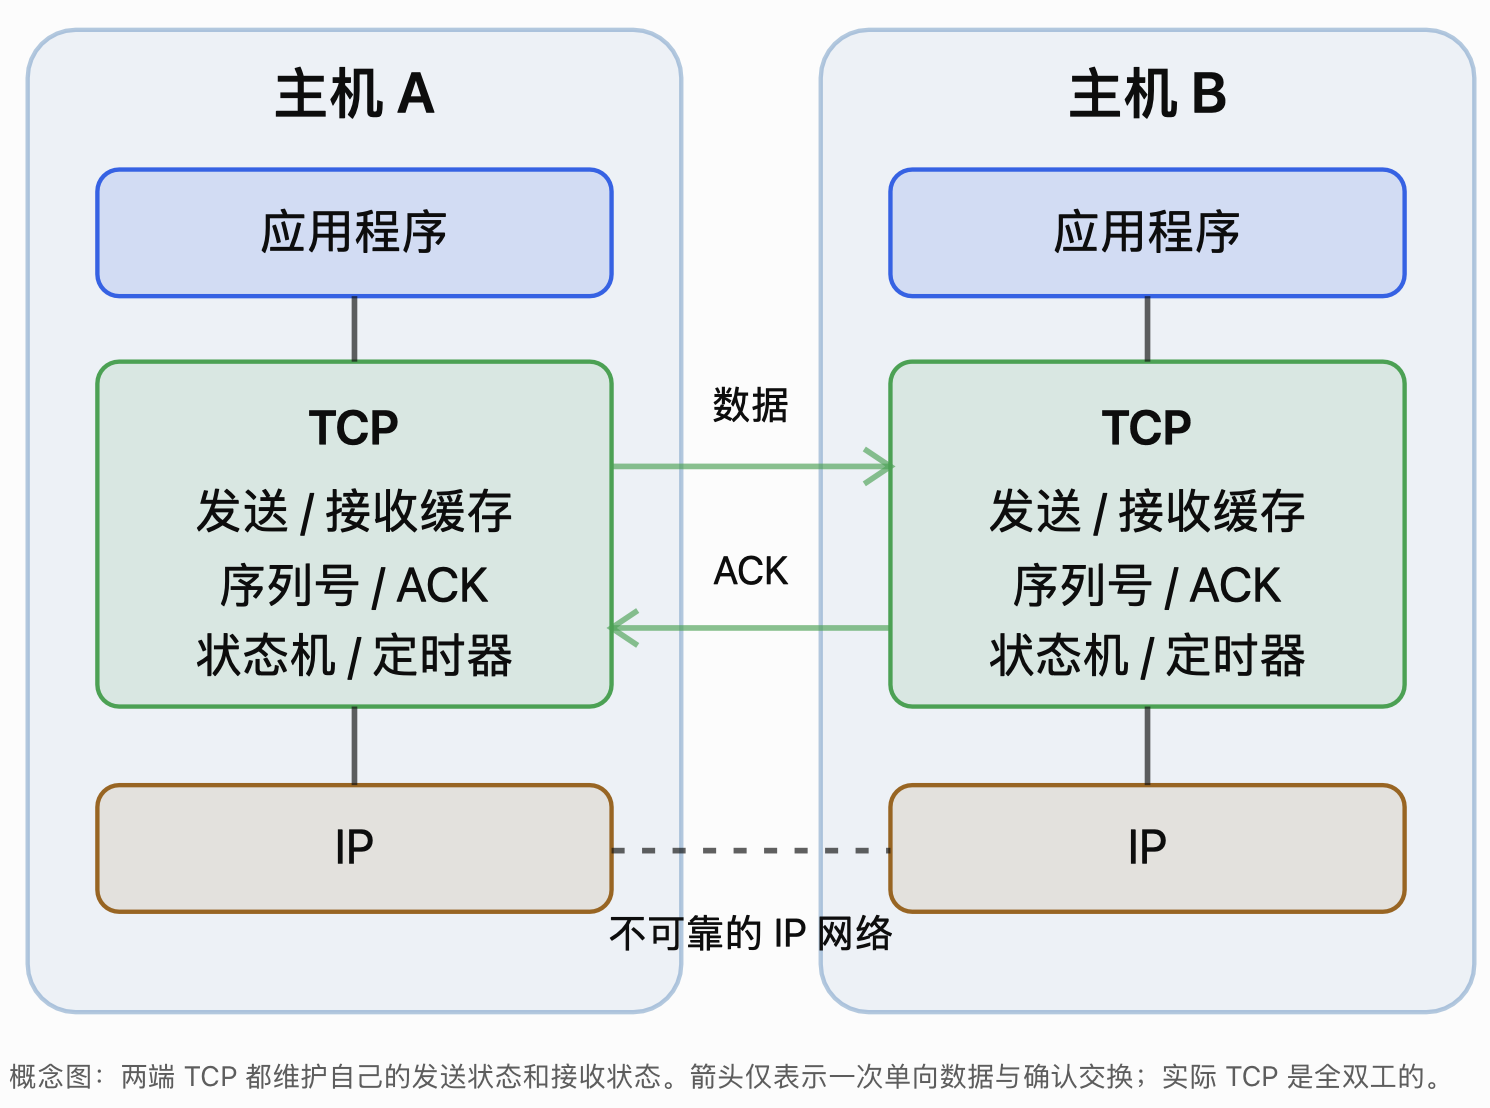 主机 A
应用程序
TCP
发送 / 接收缓存
序列号 / ACK
状态机 / 定时器
IP
数据
ACK
不可靠的 IP 网络
主机 B
应用程序
TCP
发送 / 接收缓存
序列号 / ACK
状态机 / 定时器
IP
概念图：两端 TCP 都维护自己的发送状态和接收状态。箭头仅表示一次单向数据与确认交换；实际 TCP 是全双工的。